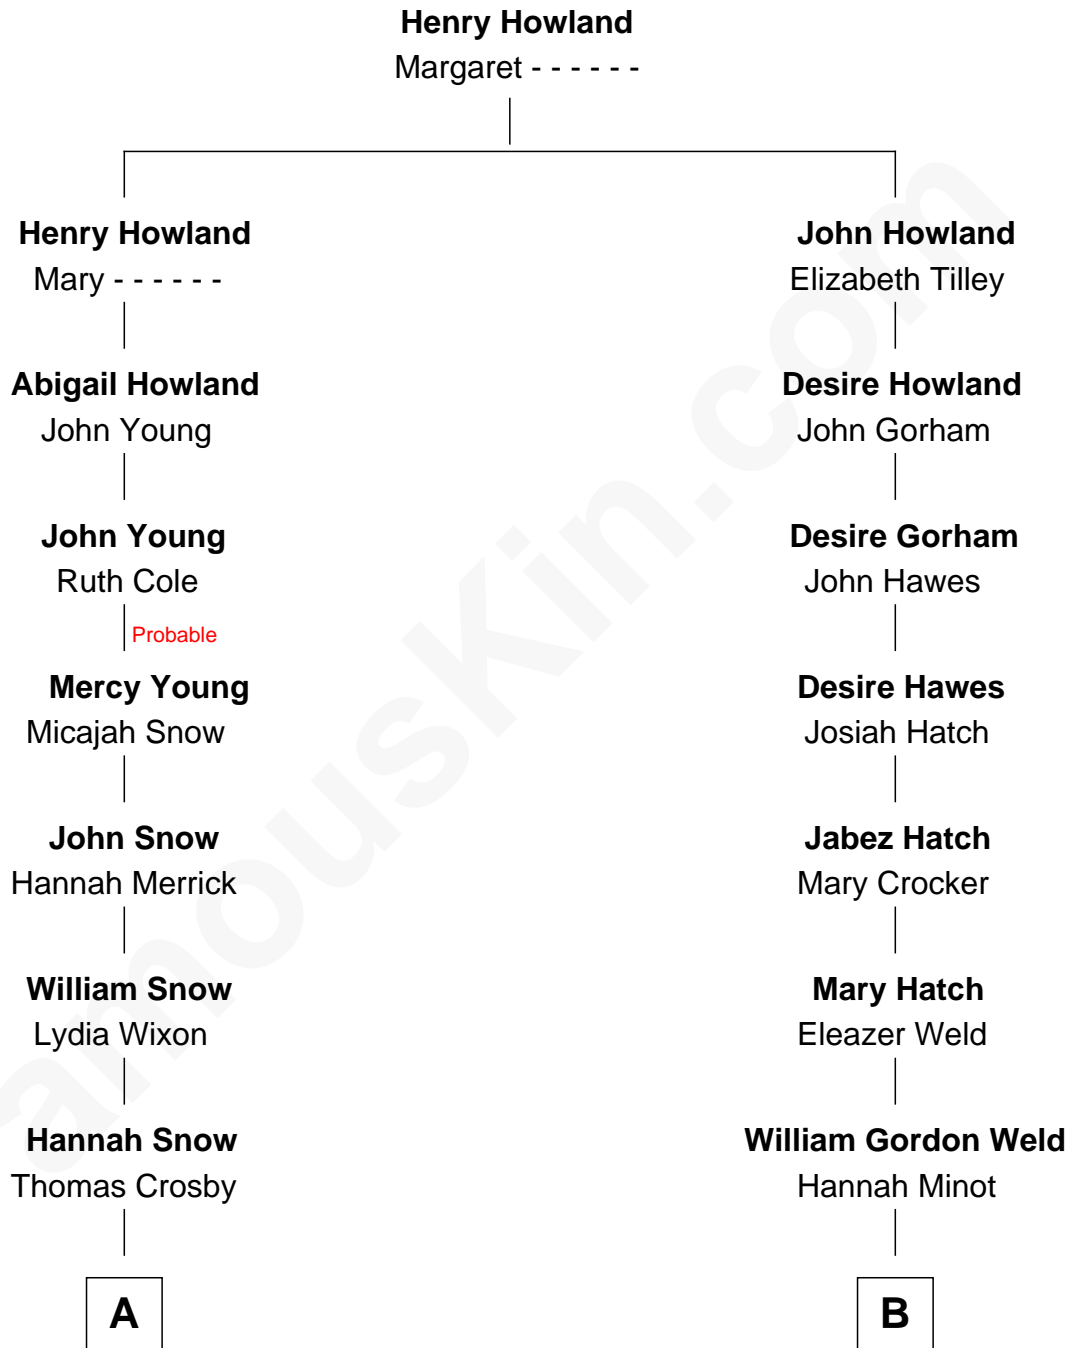 Henry Howland
Margaret - - - - - -
Henry Howland
Mary - - - - - -
John Howland
Elizabeth Tilley
Abigail Howland
John Young
Desire Howland
John Gorham
John Young
Ruth Cole
Desire Gorham
John Hawes
Probable
Mercy Young
Micajah Snow
Desire Hawes
Josiah Hatch
John Snow
Hannah Merrick
Jabez Hatch
Mary Crocker
William Snow
Lydia Wixon
Mary Hatch
Eleazer Weld
Hannah Snow
Thomas Crosby
William Gordon Weld
Hannah Minot
A
B
amouskin.com